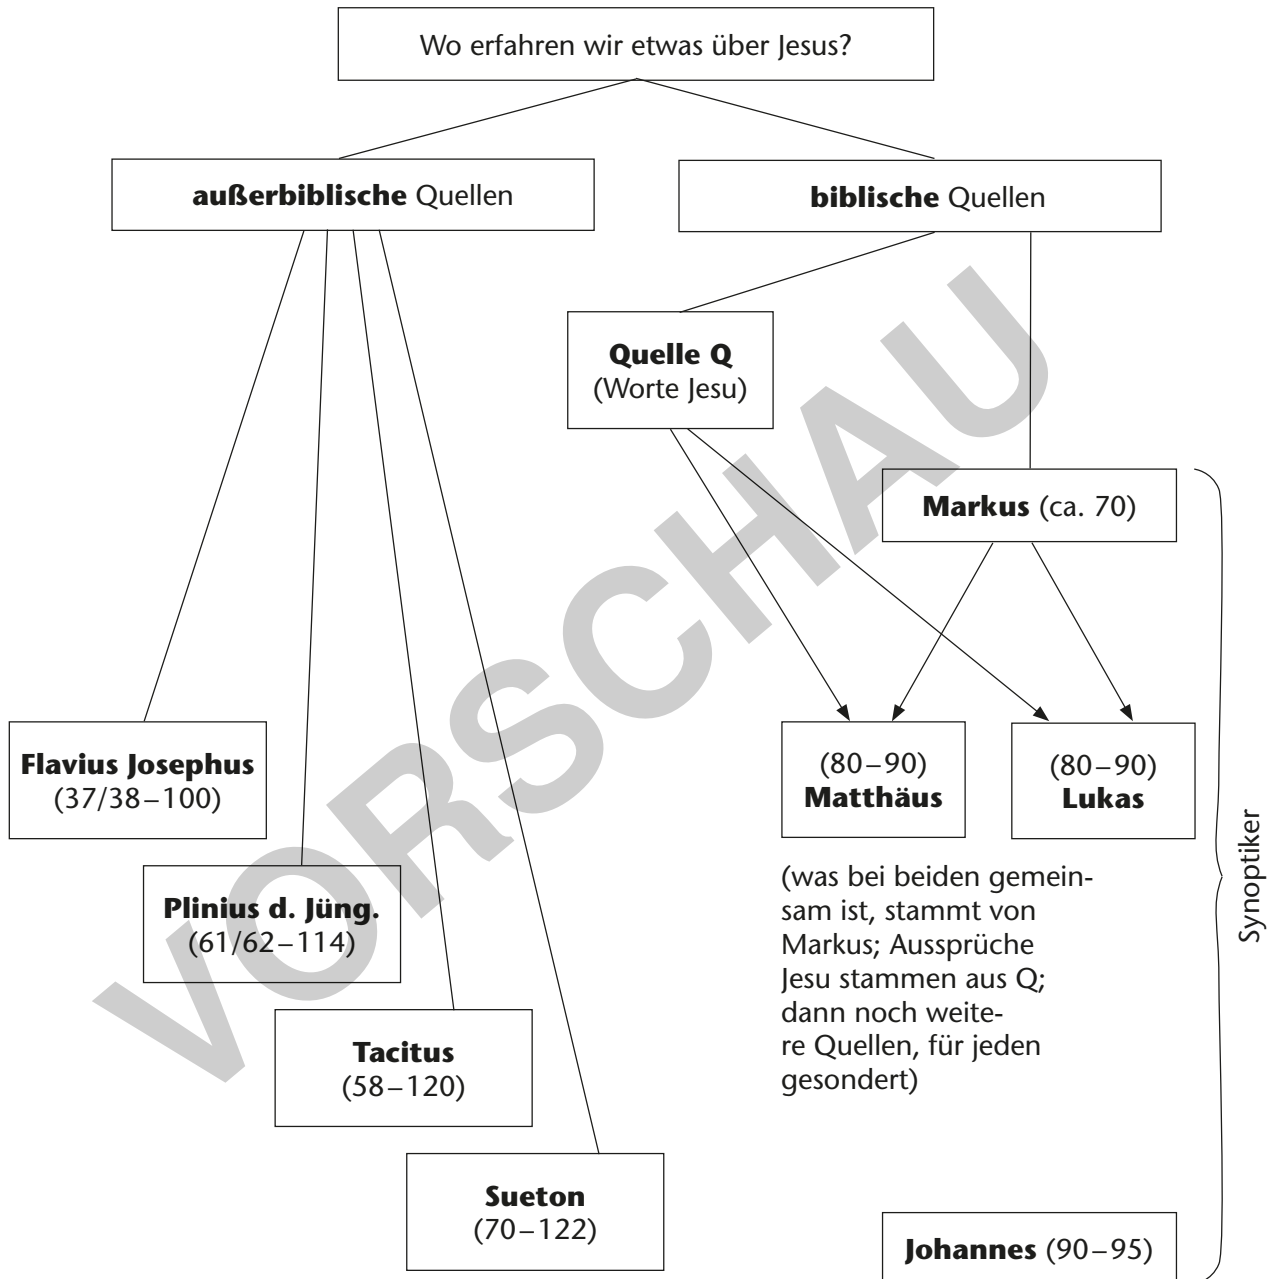 Wo erfahren wir etwas über Jesus?
außerbiblische Quellen
biblische Quellen
Quelle Q
(Worte Jesu)
Markus (ca. 70)
Flavius Josephus
(37/38–100)
Plinius d. Jüng.
(61/62–114)
Tacitus
(58–120)
Sueton
(70–122)
(80–90)
Matthäus
(80–90)
Lukas
(was bei beiden gemein-
sam ist, stammt von
Markus; Aussprüche
Jesu stammen aus Q;
dann noch weite-
re Quellen, für jeden
gesondert)
Johannes (90–95)
Synoptiker
VORSCHAU